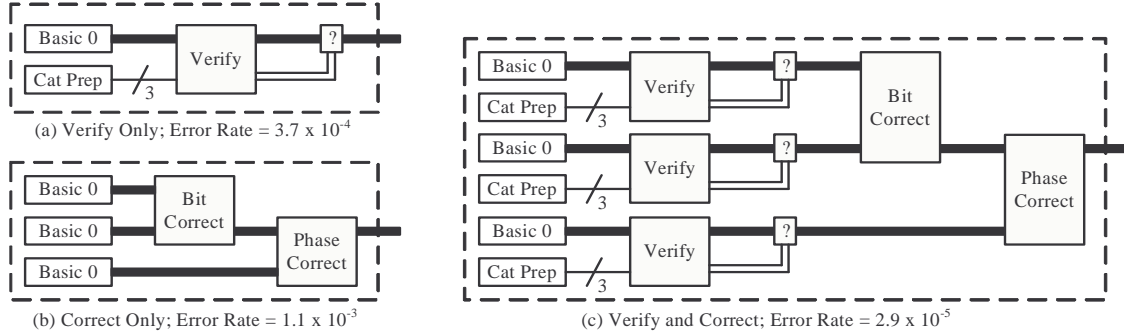 Basic 0
Cat Prep
3
Verify
?
(a) Verify Only; Error Rate = 3.7 x 10⁻⁴
Basic 0
Basic 0
Basic 0
Bit
Correct
Phase
Correct
(b) Correct Only; Error Rate = 1.1 x 10⁻³
Basic 0
Cat Prep
3
Verify
?
Basic 0
Cat Prep
3
Verify
?
Basic 0
Cat Prep
3
Verify
?
Bit
Correct
Phase
Correct
(c) Verify and Correct; Error Rate = 2.9 x 10⁻⁵